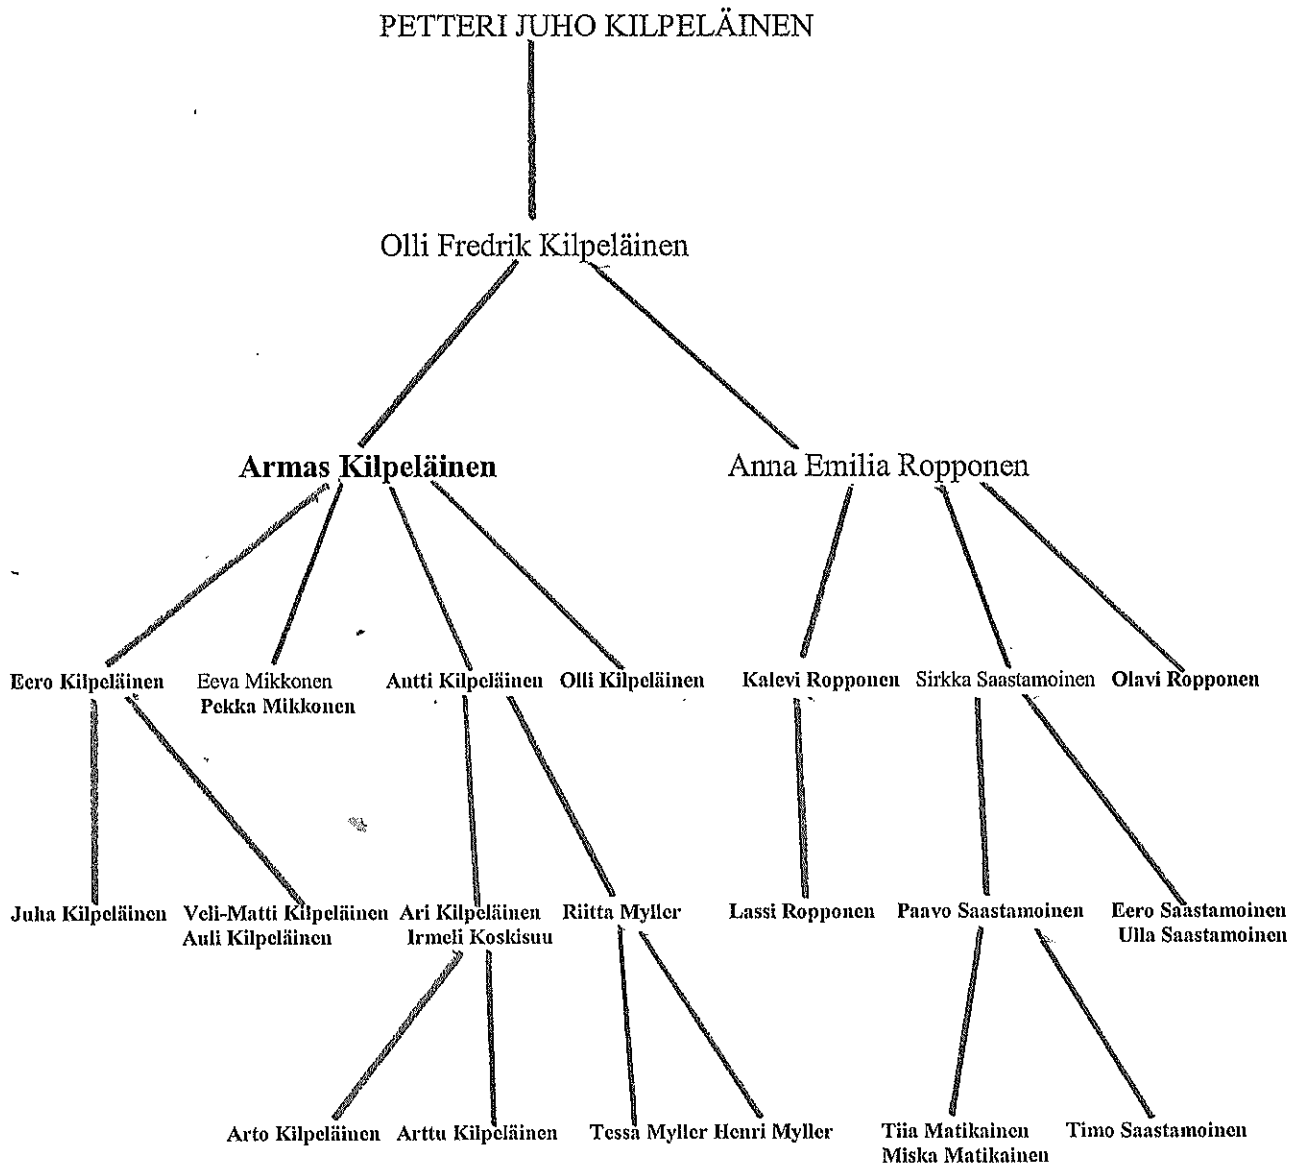 PETTERI JUHO KILPELÄINEN
Olli Fredrik Kilpeläinen
Armas Kilpeläinen Anna Emilia Ropponen
Eero Kilpeläinen Eeva Mikkonen Antti Kilpeläinen Olli Kilpeläinen Kalevi Ropponen Sirkka Saastamoinen Olavi Ropponen
Pekka Mikkonen
Juha Kilpeläinen Veli-Matti Kilpeläinen Ari Kilpeläinen Riitta Myller Lassi Ropponen Paavo Saastamoinen Eero Saastamoinen
Auli Kilpeläinen Irmeli Koskisuu Ulla Saastamoinen
Arto Kilpeläinen Arttu Kilpeläinen Tessa Myller Henri Myller Tiia Matikainen Timo Saastamoinen
Miska Matikainen